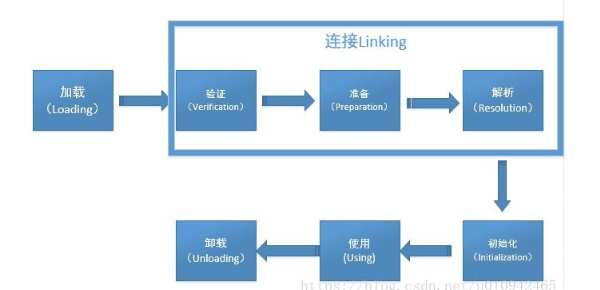 连接Linking
加载
（Loading）
验证
（Verification）
准备
（Preparation）
解析
（Resolution）
卸载
（Unloading）
使用
(Using)
初始化
（Initialization）
https://blog.csdn.net/u010942465